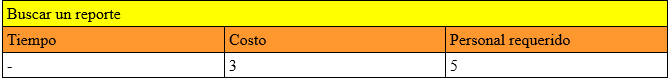 Buscar un reporte
Tiempo Costo Personal requerido
- 3 5